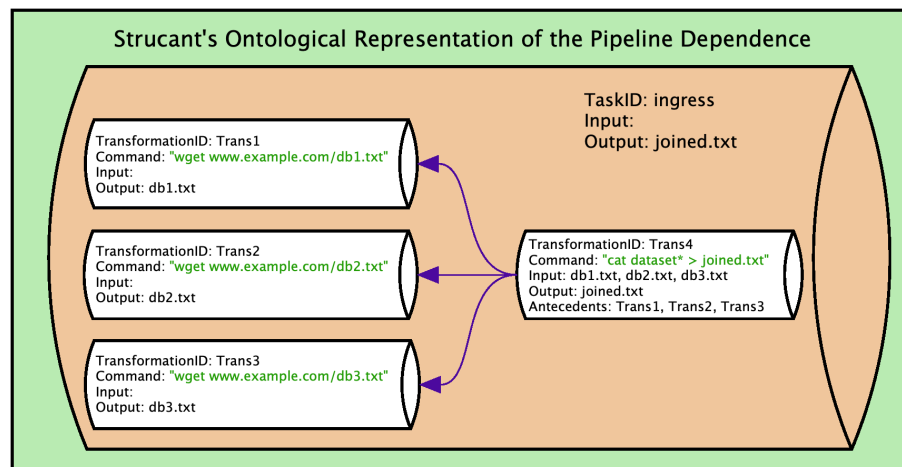 Strucant's Ontological Representation of the Pipeline Dependence
TaskID: ingress
Input:
Output: joined.txt
TransformationID: Trans1
Command: "wget www.example.com/db1.txt"
Input:
Output: db1.txt
TransformationID: Trans2
Command: "wget www.example.com/db2.txt"
Input:
Output: db2.txt
TransformationID: Trans3
Command: "wget www.example.com/db3.txt"
Input:
Output: db3.txt
TransformationID: Trans4
Command: "cat dataset* > joined.txt"
Input: db1.txt, db2.txt, db3.txt
Output: joined.txt
Antecedents: Trans1, Trans2, Trans3